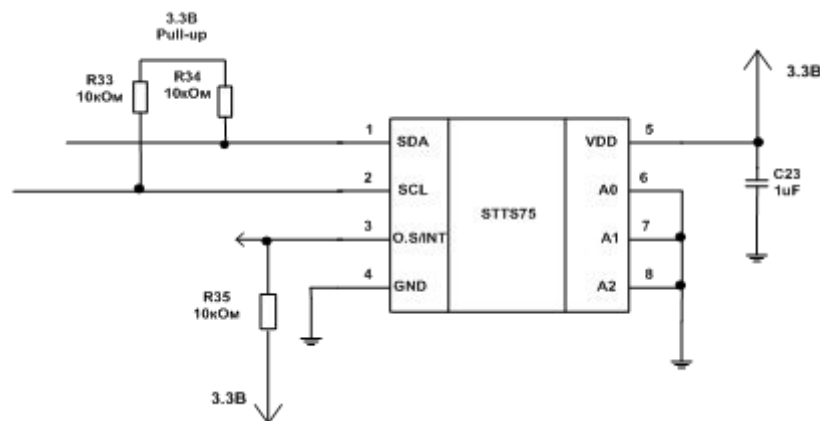 3.3В
Pull-up
R33
10кОм
R34
10кОм
3.3В
1
SDA
VDD
5
2
SCL
A0
6
C23
1uF
STTS75
3
O.S/INT
A1
7
4
GND
A2
8
R35
10кОм
3.3В